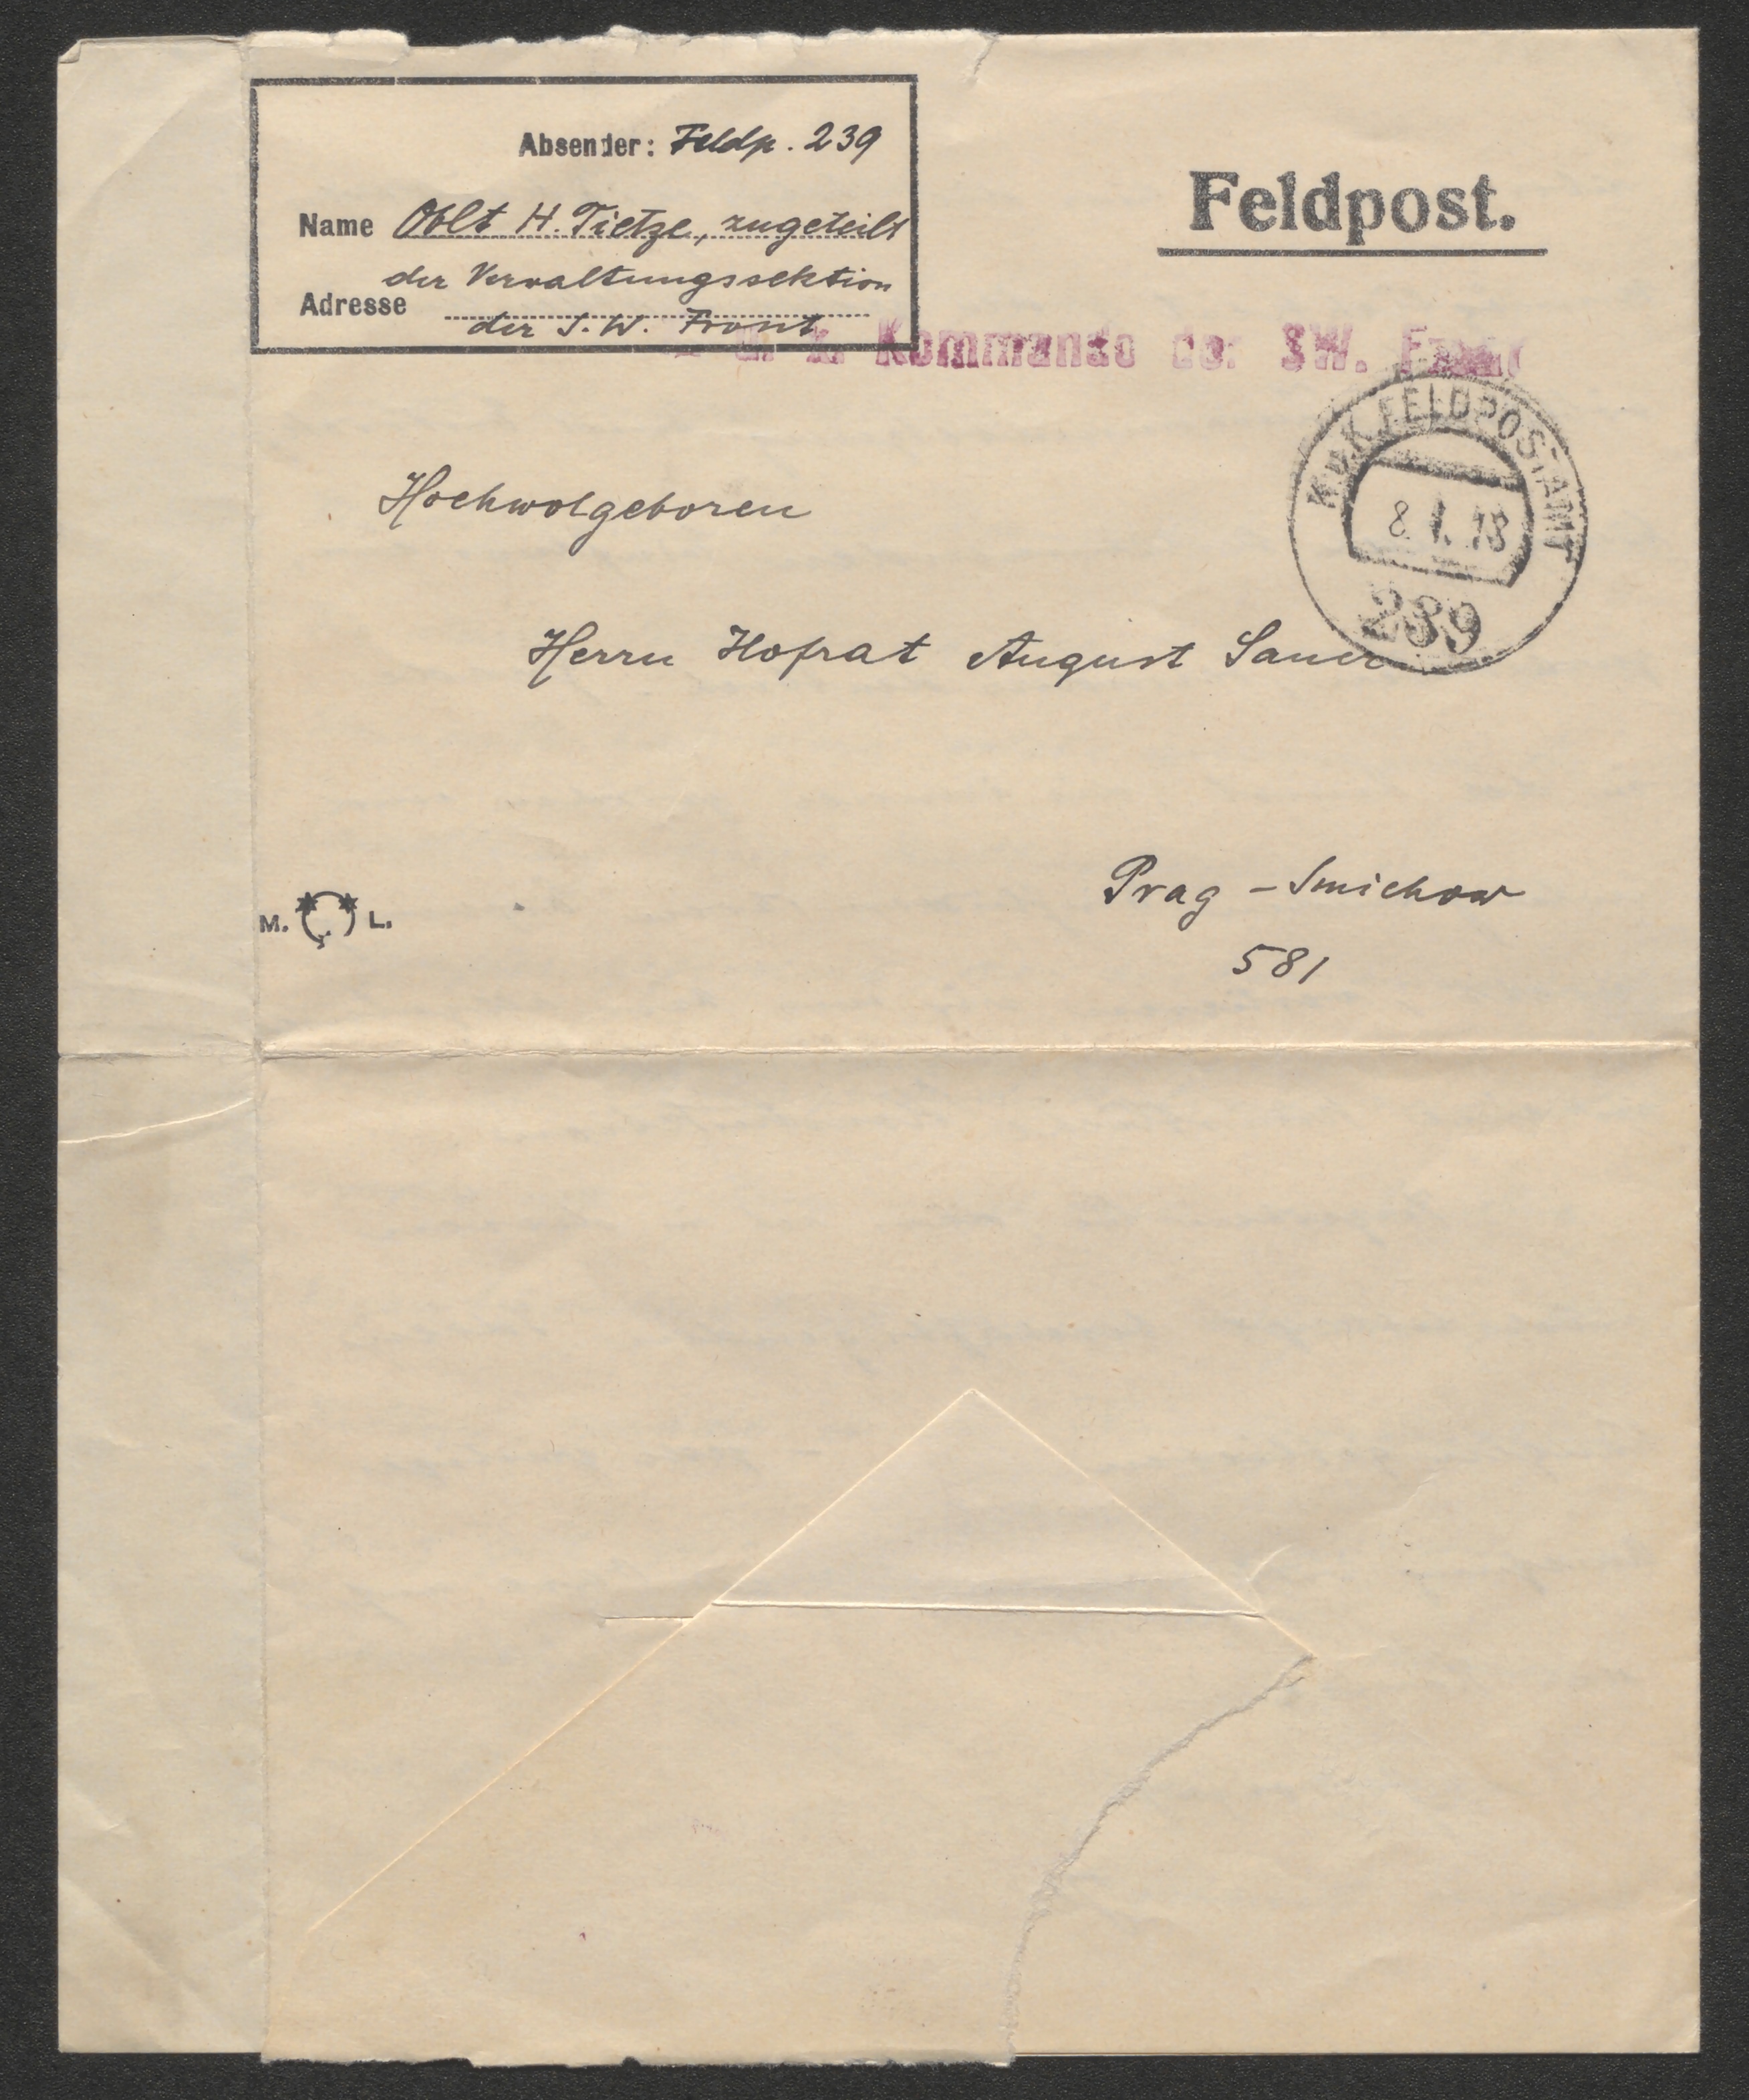 Absender: Feldp. 239
Name Oblt H. Tietze, zugeteilt
der Verwaltungssektion
Adresse
der S. W. Front
Feldpost.
u. k. Kommando der SW. Front
K.u.K. FELDPOSTAMT
8. I. 18
239
Hochwolgeboren
Herrn Hofrat August Sauer
Prag - Smichow
581
M. L.